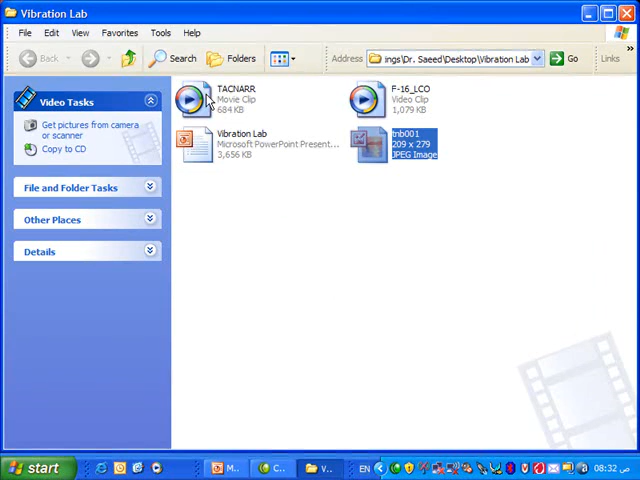 Vibration Lab
File Edit View Favorites Tools Help
Back Search Folders Address ings\Dr. Saeed\Desktop\Vibration Lab Go Links
Video Tasks
Get pictures from camera
or scanner
Copy to CD
File and Folder Tasks
Other Places
Details
TACNARR
Movie Clip
684 KB
F-16_LCO
Video Clip
1,079 KB
Vibration Lab
Microsoft PowerPoint Present...
3,656 KB
tnb001
209 x 279
JPEG Image
start M... C... V... EN 08:32 ص